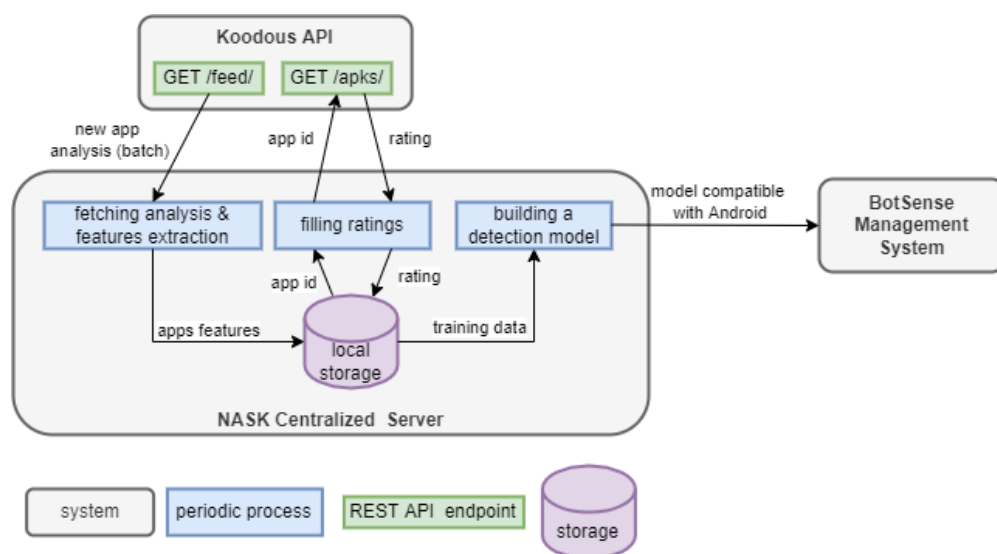 Koodous API
GET /feed/
GET /apks/
new app
analysis (batch)
app id
rating
fetching analysis &
features extraction
filling ratings
building a
detection model
model compatible
with Android
BotSense
Management
System
app id
rating
apps features
local
storage
training data
NASK Centralized Server
system
periodic process
REST API endpoint
storage